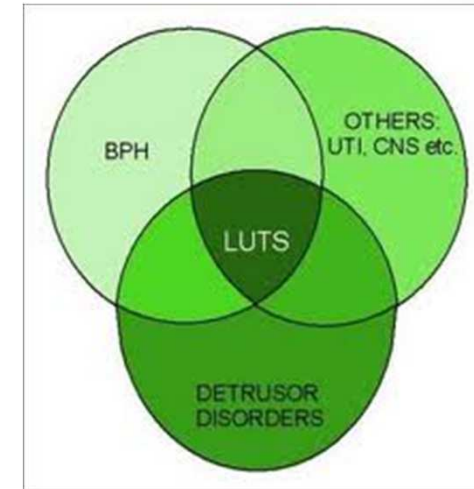 BPH
OTHERS:
UTI, CNS etc.
LUTS
DETRUSOR
DISORDERS